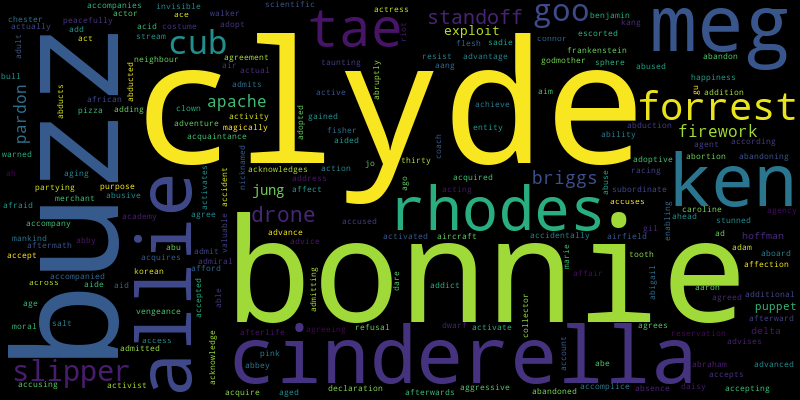 clyde
bonnie
buzz
cinderella
meg
ken
rhodes
forrest
allie
tae
goo
cub
slipper
standoff
firework
briggs
drone
apache
jung
pardon
exploit
accompanies
actor
chester
actually
peacefully
add
act
acid
costume
ace
invisible
walker
adopt
scientific
actress
riot
benjamin
kang
connor
escorted
frankenstein
flesh
sadie
resist
advantage
aang
godmother
sphere
abused
abandon
happiness
addition
gu
stream
neighbour
agreement
air
actual
taunting
abruptly
admits
active
bull
adult
abducts
abducted
african
pizza
adding
clown
activity
adventure
magically
acquaintance
adopted
gained
fisher
aided
achieve
entity
aim
ability
abduction
agent
according
abortion
abandoning
adoptive
racing
warned
ah
aging
partying
purpose
merchant
abusive
activates
accident
nicknamed
acknowledges
action
jo
thirty
coach
address
affect
ago
acquired
acting
abuse
accuses
subordinate
caroline
agency
ahead
stunned
enabling
afraid
accompany
academy
agree
valuable
advance
advice
accused
activated
aircraft
accidentally
airfield
gil
ad
hoffman
adam
mankind
aftermath
abby
abu
admit
accept
korean
acquires
admiral
afford
accompanied
across
aide
aid
accepted
able
admitting
dare
addict
marie
affair
tooth
abigail
aboard
affection
aaron
agreed
additional
age
salt
vengeance
moral
access
admitted
acknowledge
afterlife
agreeing
refusal
dwarf
activate
collector
account
agrees
reservation
puppet
afterward
delta
advises
accusing
activist
acquire
pink
abbey
aged
declaration
afterwards
aggressive
abandoned
abe
accomplice
abraham
absence
daisy
accepts
advanced
accepting